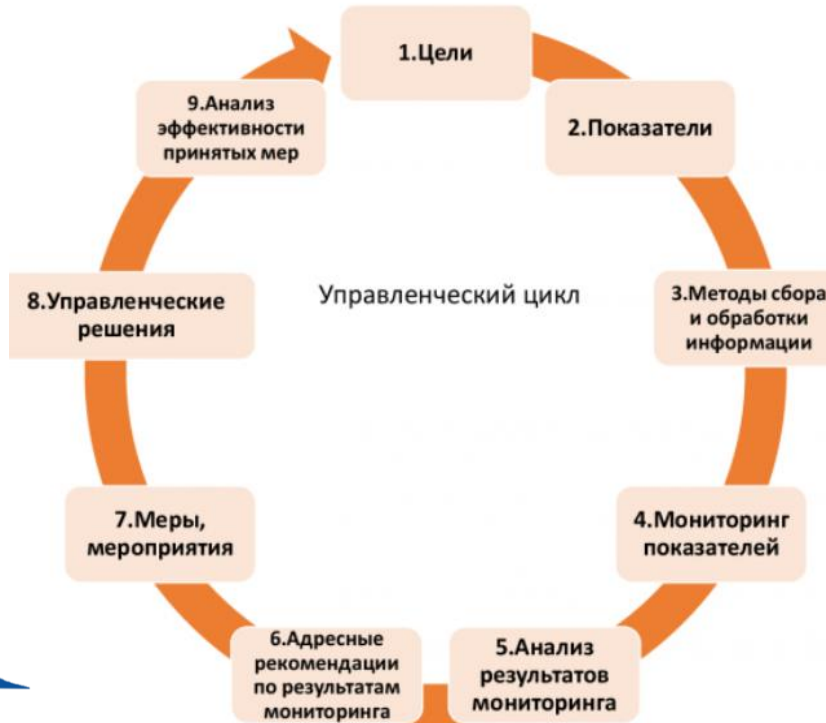 1.Цели
2.Показатели
3.Методы сбора
и обработки
информации
4.Мониторинг
показателей
5.Анализ
результатов
мониторинга
6.Адресные
рекомендации
по результатам
мониторинга
7.Меры,
мероприятия
8.Управленческие
решения
9.Анализ
эффективности
принятых мер
Управленческий цикл